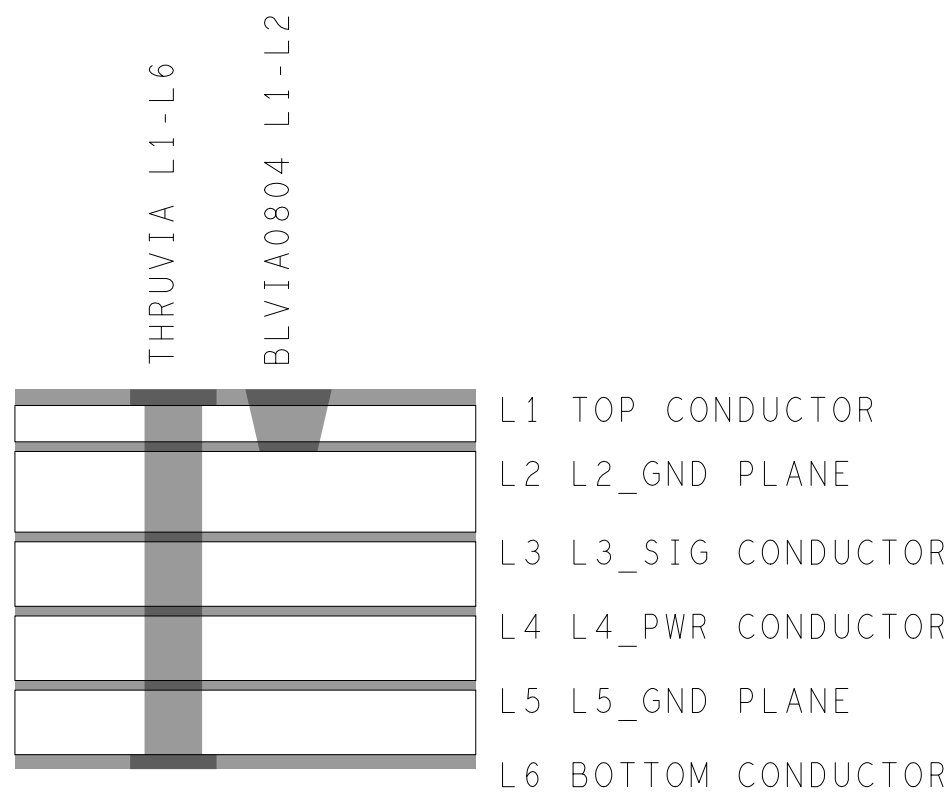 THRUVIA L1-L6
BLVIA0804 L1-L2
L1 TOP CONDUCTOR
L2 L2_GND PLANE
L3 L3_SIG CONDUCTOR
L4 L4_PWR CONDUCTOR
L5 L5_GND PLANE
L6 BOTTOM CONDUCTOR